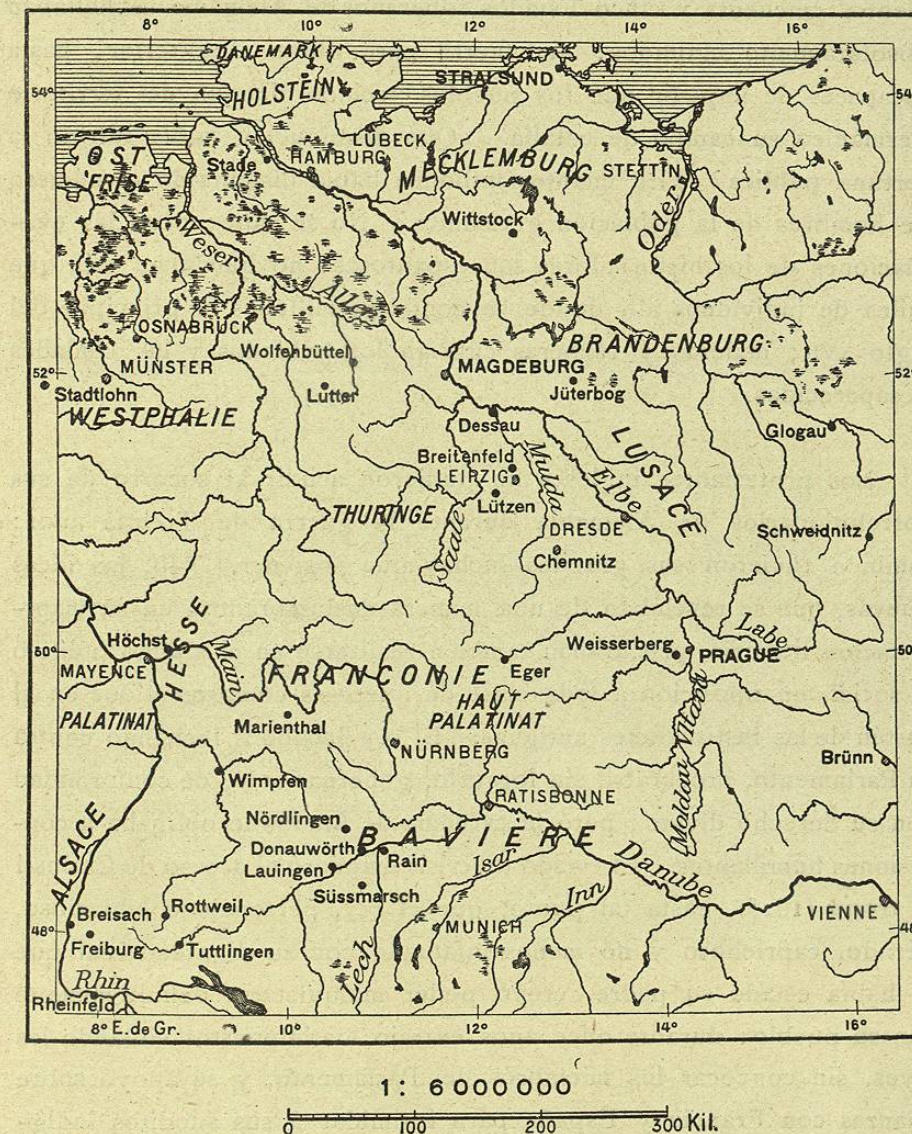 8° 10° 12° 14° 16°
DANEMARK
HOLSTEIN
STRALSUND
54° 54°
LÜBECK
OST FRISE
Stade
HAMBURG
MECKLEMBURG
STETTIN
Wittstock
Oder
Weser
Aller
OSNABRUCK
BRANDENBURG
Wolfenbüttel
MÜNSTER
MAGDEBURG
52° 52°
Stadtlohn
Lutter
Jüterbog
WESTPHALIE
Dessau
Glogau
LUSACE
Breitenfeld
LEIPZIG
Mulda
Elbe
Lützen
THURINGE
Saale
DRESDE
Schweidnitz
Chemnitz
HESSE
Höchst
Weisserberg
Labe
50° 50°
MAYENCE
Main
FRANCONIE
Eger
PRAGUE
PALATINAT
HAUT PALATINAT
Marienthal
NÜRNBERG
Moldau Vltava
Brünn
Wimpfen
RATISBONNE
Nördlingen
BAVIERE
ALSACE
Donauwörth
Rain
Lauingen
Isar
Danube
Süssmarsch
Inn
Breisach
Rottweil
MUNICH
VIENNE
48° 48°
Freiburg
Tuttlingen
Lech
Rhin
Rheinfeld
8° E. de Gr. 10° 12° 14° 16°
1: 6 000 000
0 100 200 300 Kil.